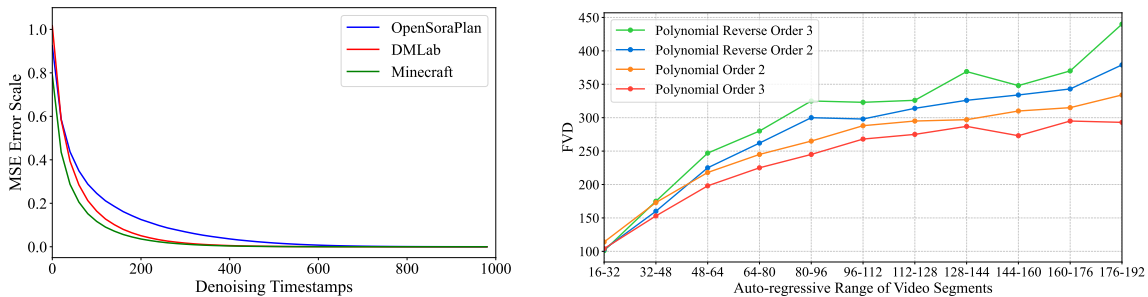 MSE Error Scale
1.0
0.8
0.6
0.4
0.2
0.0
OpenSoraPlan
DMLab
Minecraft
0 200 400 600 800 1000
Denoising Timestamps
FVD
450
400
350
300
250
200
150
100
Polynomial Reverse Order 3
Polynomial Reverse Order 2
Polynomial Order 2
Polynomial Order 3
16-32 32-48 48-64 64-80 80-96 96-112 112-128 128-144 144-160 160-176 176-192
Auto-regressive Range of Video Segments